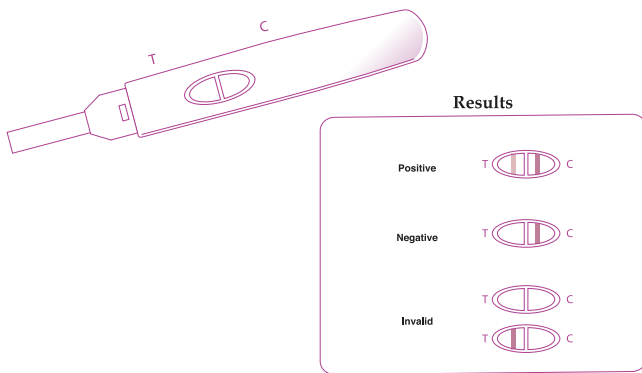 T
C
Results
Positive T C
Negative T C
T C
Invalid
T C